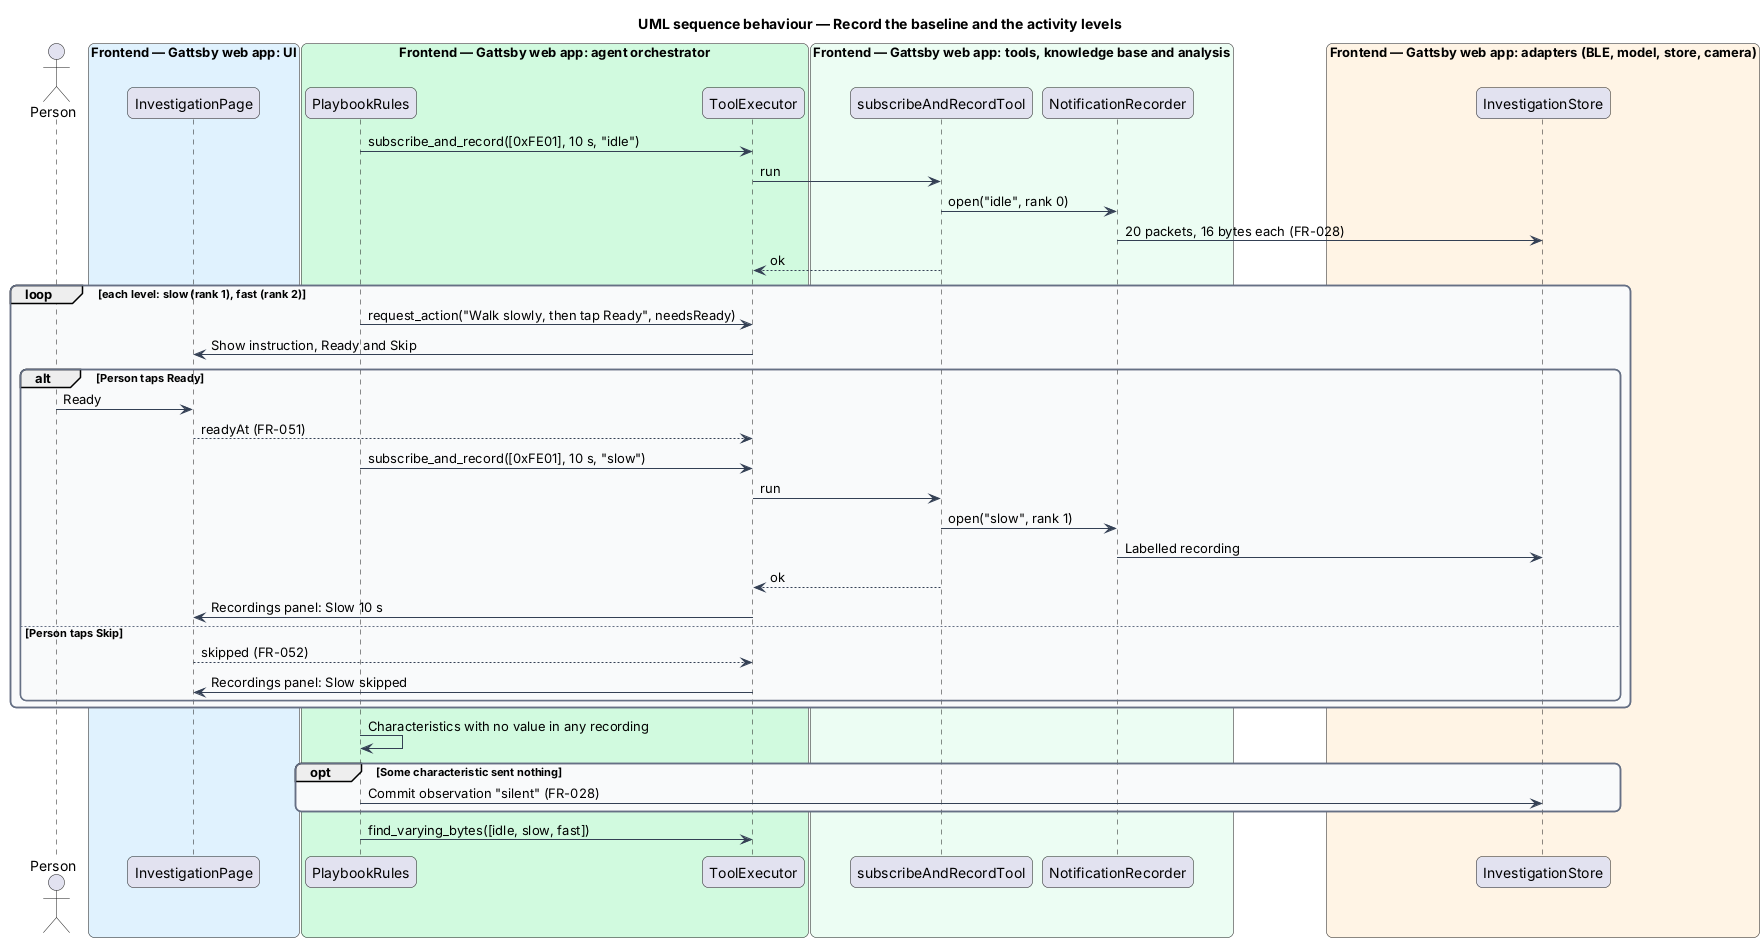 UML sequence behaviour — Record the baseline and the activity levels
Frontend — Gattsby web app: UI
Frontend — Gattsby web app: agent orchestrator
Frontend — Gattsby web app: tools, knowledge base and analysis
Frontend — Gattsby web app: adapters (BLE, model, store, camera)
Person
InvestigationPage
PlaybookRules
ToolExecutor
subscribeAndRecordTool
NotificationRecorder
InvestigationStore
subscribe_and_record([0xFE01], 10 s, "idle")
run
open("idle", rank 0)
20 packets, 16 bytes each (FR-028)
ok
loop
[each level: slow (rank 1), fast (rank 2)]
request_action("Walk slowly, then tap Ready", needsReady)
Show instruction, Ready and Skip
alt
[Person taps Ready]
Ready
readyAt (FR-051)
subscribe_and_record([0xFE01], 10 s, "slow")
run
open("slow", rank 1)
Labelled recording
ok
Recordings panel: Slow 10 s
[Person taps Skip]
skipped (FR-052)
Recordings panel: Slow skipped
Characteristics with no value in any recording
opt
[Some characteristic sent nothing]
Commit observation "silent" (FR-028)
find_varying_bytes([idle, slow, fast])
Person
InvestigationPage
PlaybookRules
ToolExecutor
subscribeAndRecordTool
NotificationRecorder
InvestigationStore